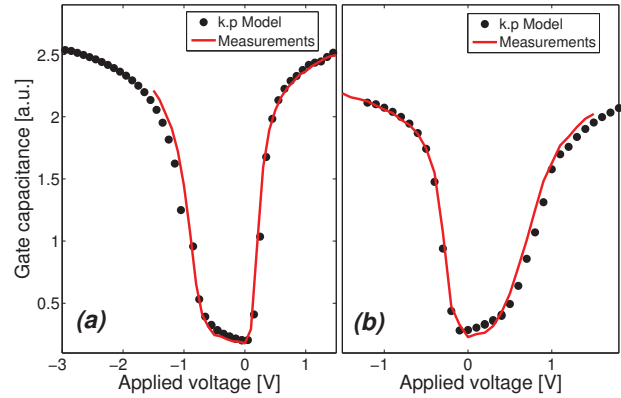 k.p Model
Measurements
k.p Model
Measurements
Gate capacitance [a.u.]
2.5
2
1.5
1
0.5
(a)
(b)
−3 −2 −1 0 1
−1 0 1
Applied voltage [V]
Applied voltage [V]